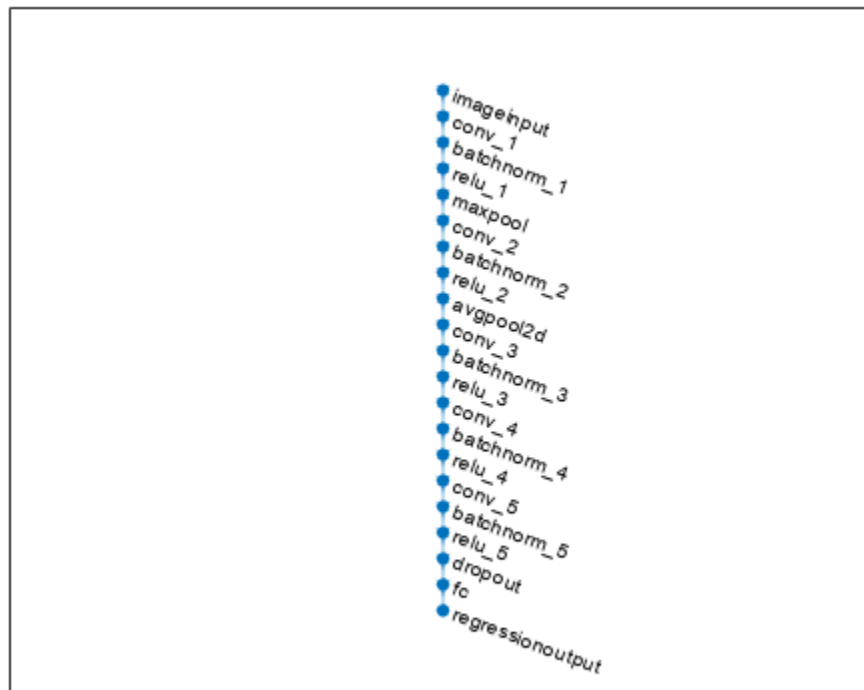 imageinput
conv_1
batchnorm_1
relu_1
maxpool
conv_2
batchnorm_2
relu_2
avgpool2d
conv_3
batchnorm_3
relu_3
conv_4
batchnorm_4
relu_4
conv_5
batchnorm_5
relu_5
dropout
fc
regressionoutput